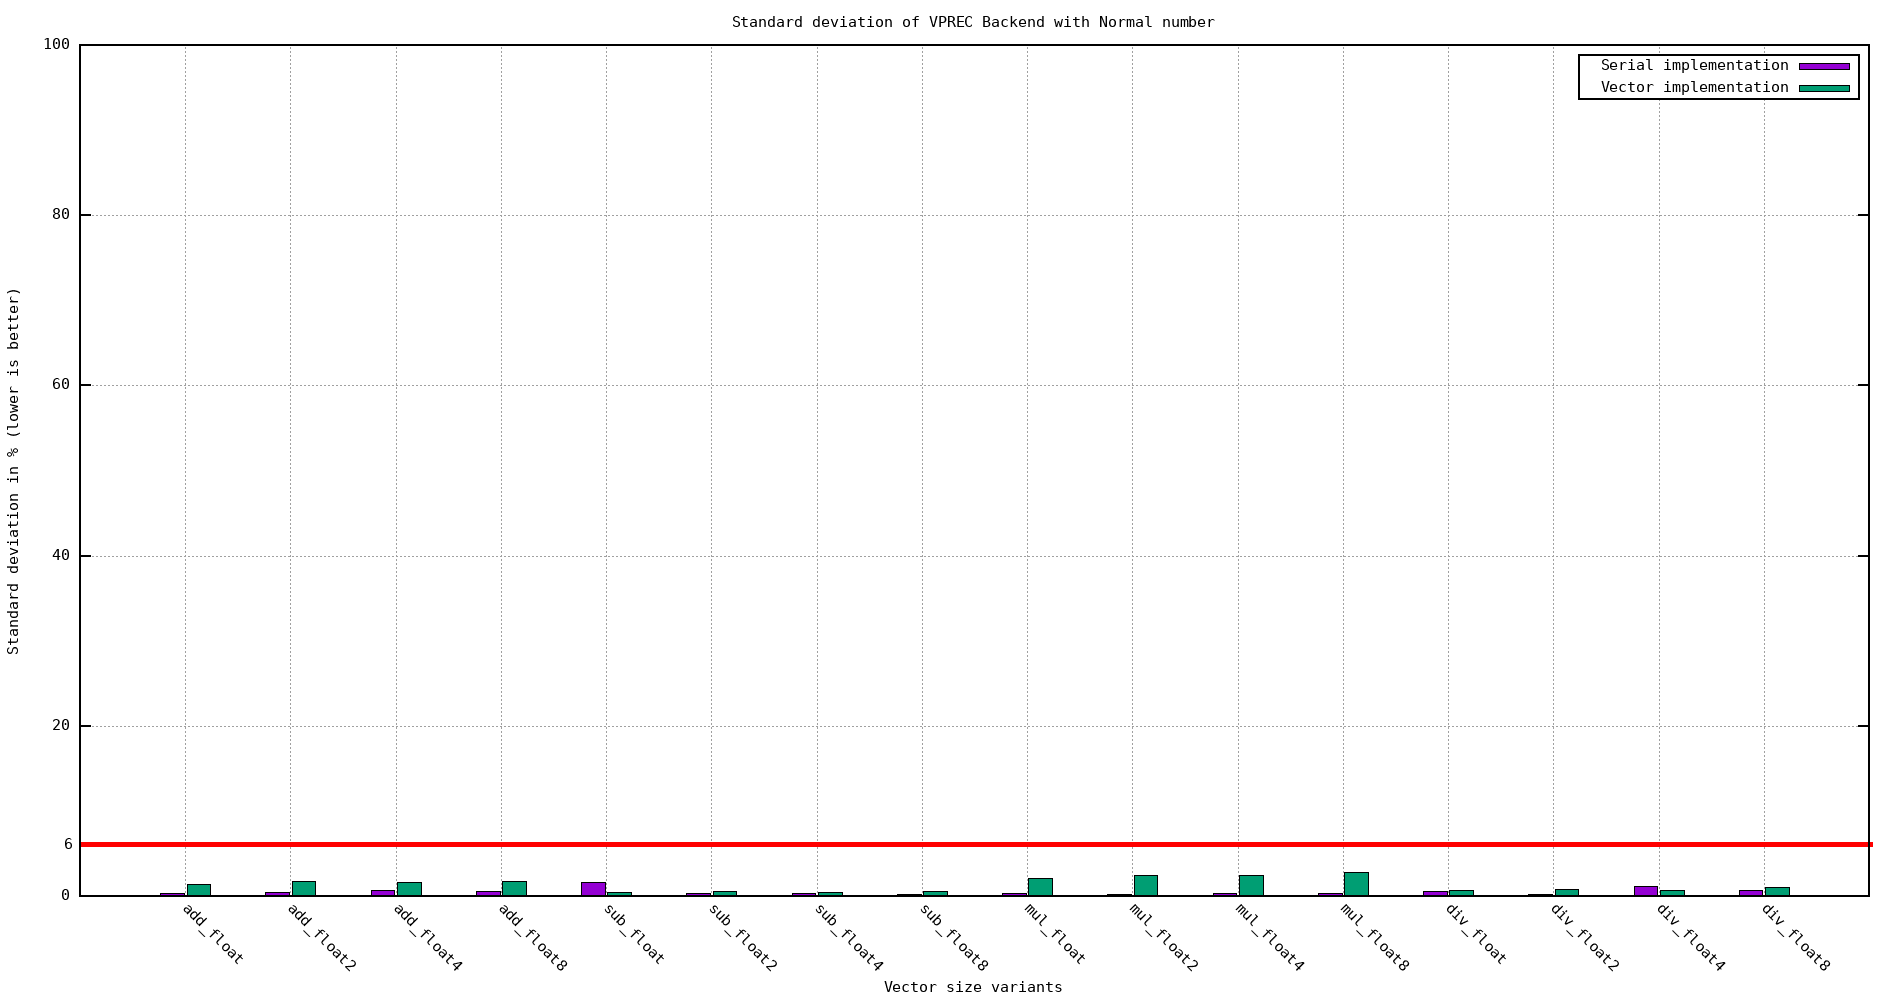 Standard deviation of VPREC Backend with Normal number
Serial implementation
Vector implementation
Standard deviation in % (lower is better)
100
80
60
40
20
6
0
add_float
add_float2
add_float4
add_float8
sub_float
sub_float2
sub_float4
sub_float8
mul_float
mul_float2
mul_float4
mul_float8
div_float
div_float2
div_float4
div_float8
Vector size variants